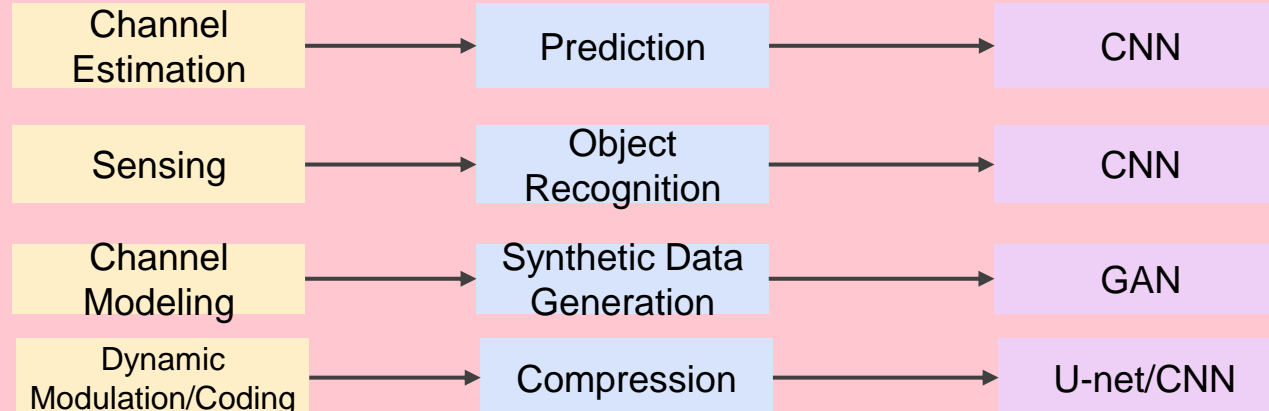 Channel
Estimation
Prediction
CNN
Sensing
Object
Recognition
CNN
Channel
Modeling
Synthetic Data
Generation
GAN
Dynamic
Modulation/Coding
Compression
U-net/CNN